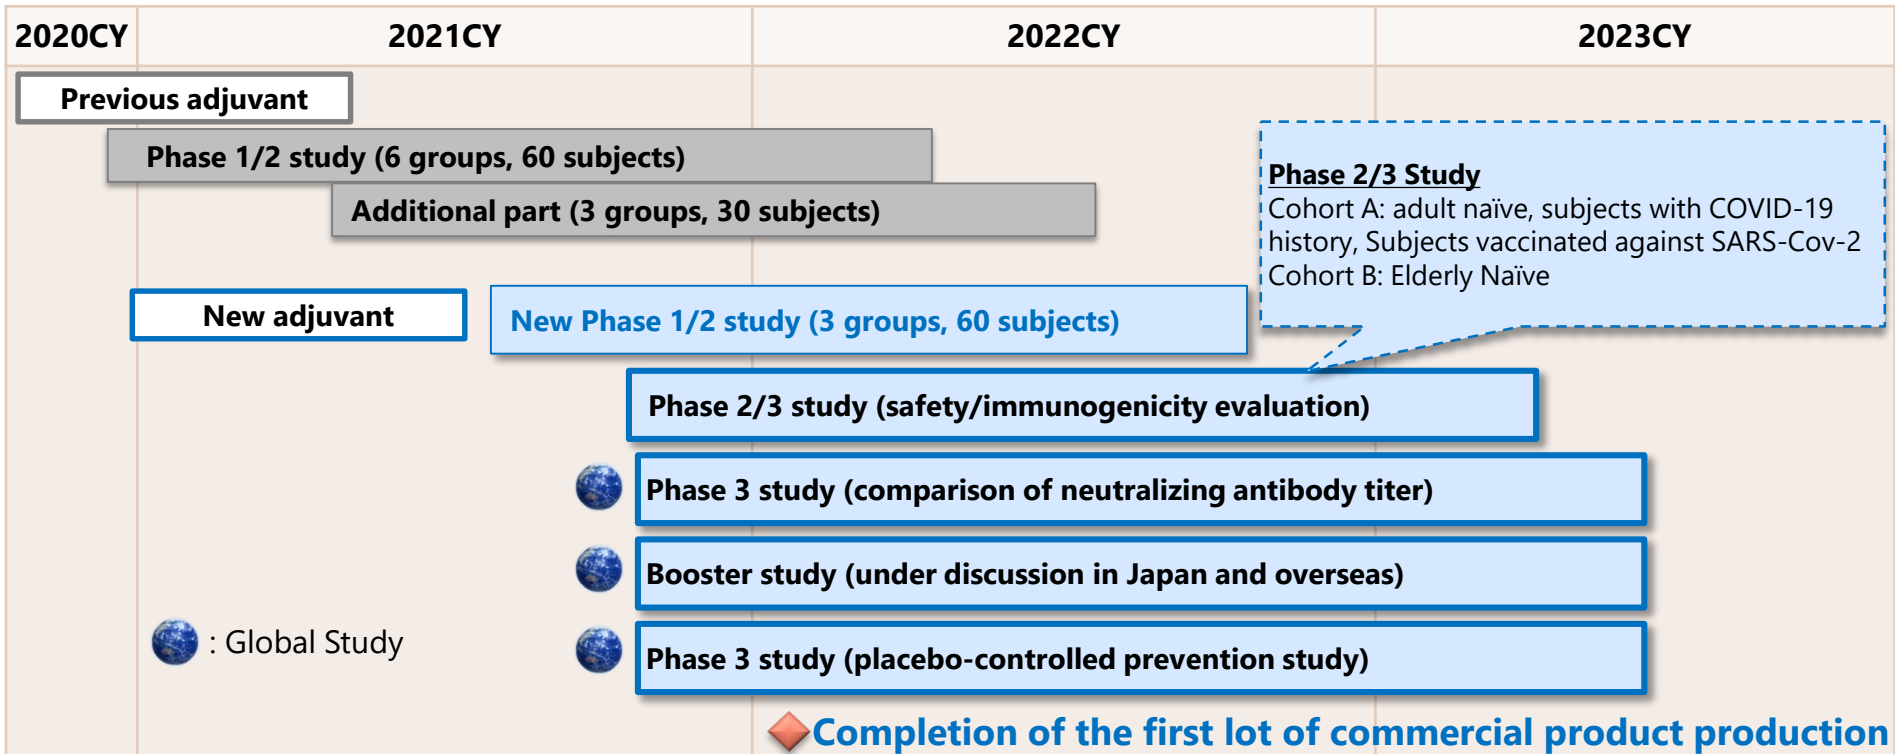 2020CY 2021CY 2022CY 2023CY
Previous adjuvant
Phase 1/2 study (6 groups, 60 subjects)
Additional part (3 groups, 30 subjects)
Phase 2/3 Study
Cohort A: adult naïve, subjects with COVID-19
history, Subjects vaccinated against SARS-Cov-2
Cohort B: Elderly Naïve
New adjuvant
New Phase 1/2 study (3 groups, 60 subjects)
Phase 2/3 study (safety/immunogenicity evaluation)
Phase 3 study (comparison of neutralizing antibody titer)
Booster study (under discussion in Japan and overseas)
: Global Study
Phase 3 study (placebo-controlled prevention study)
Completion of the first lot of commercial product production